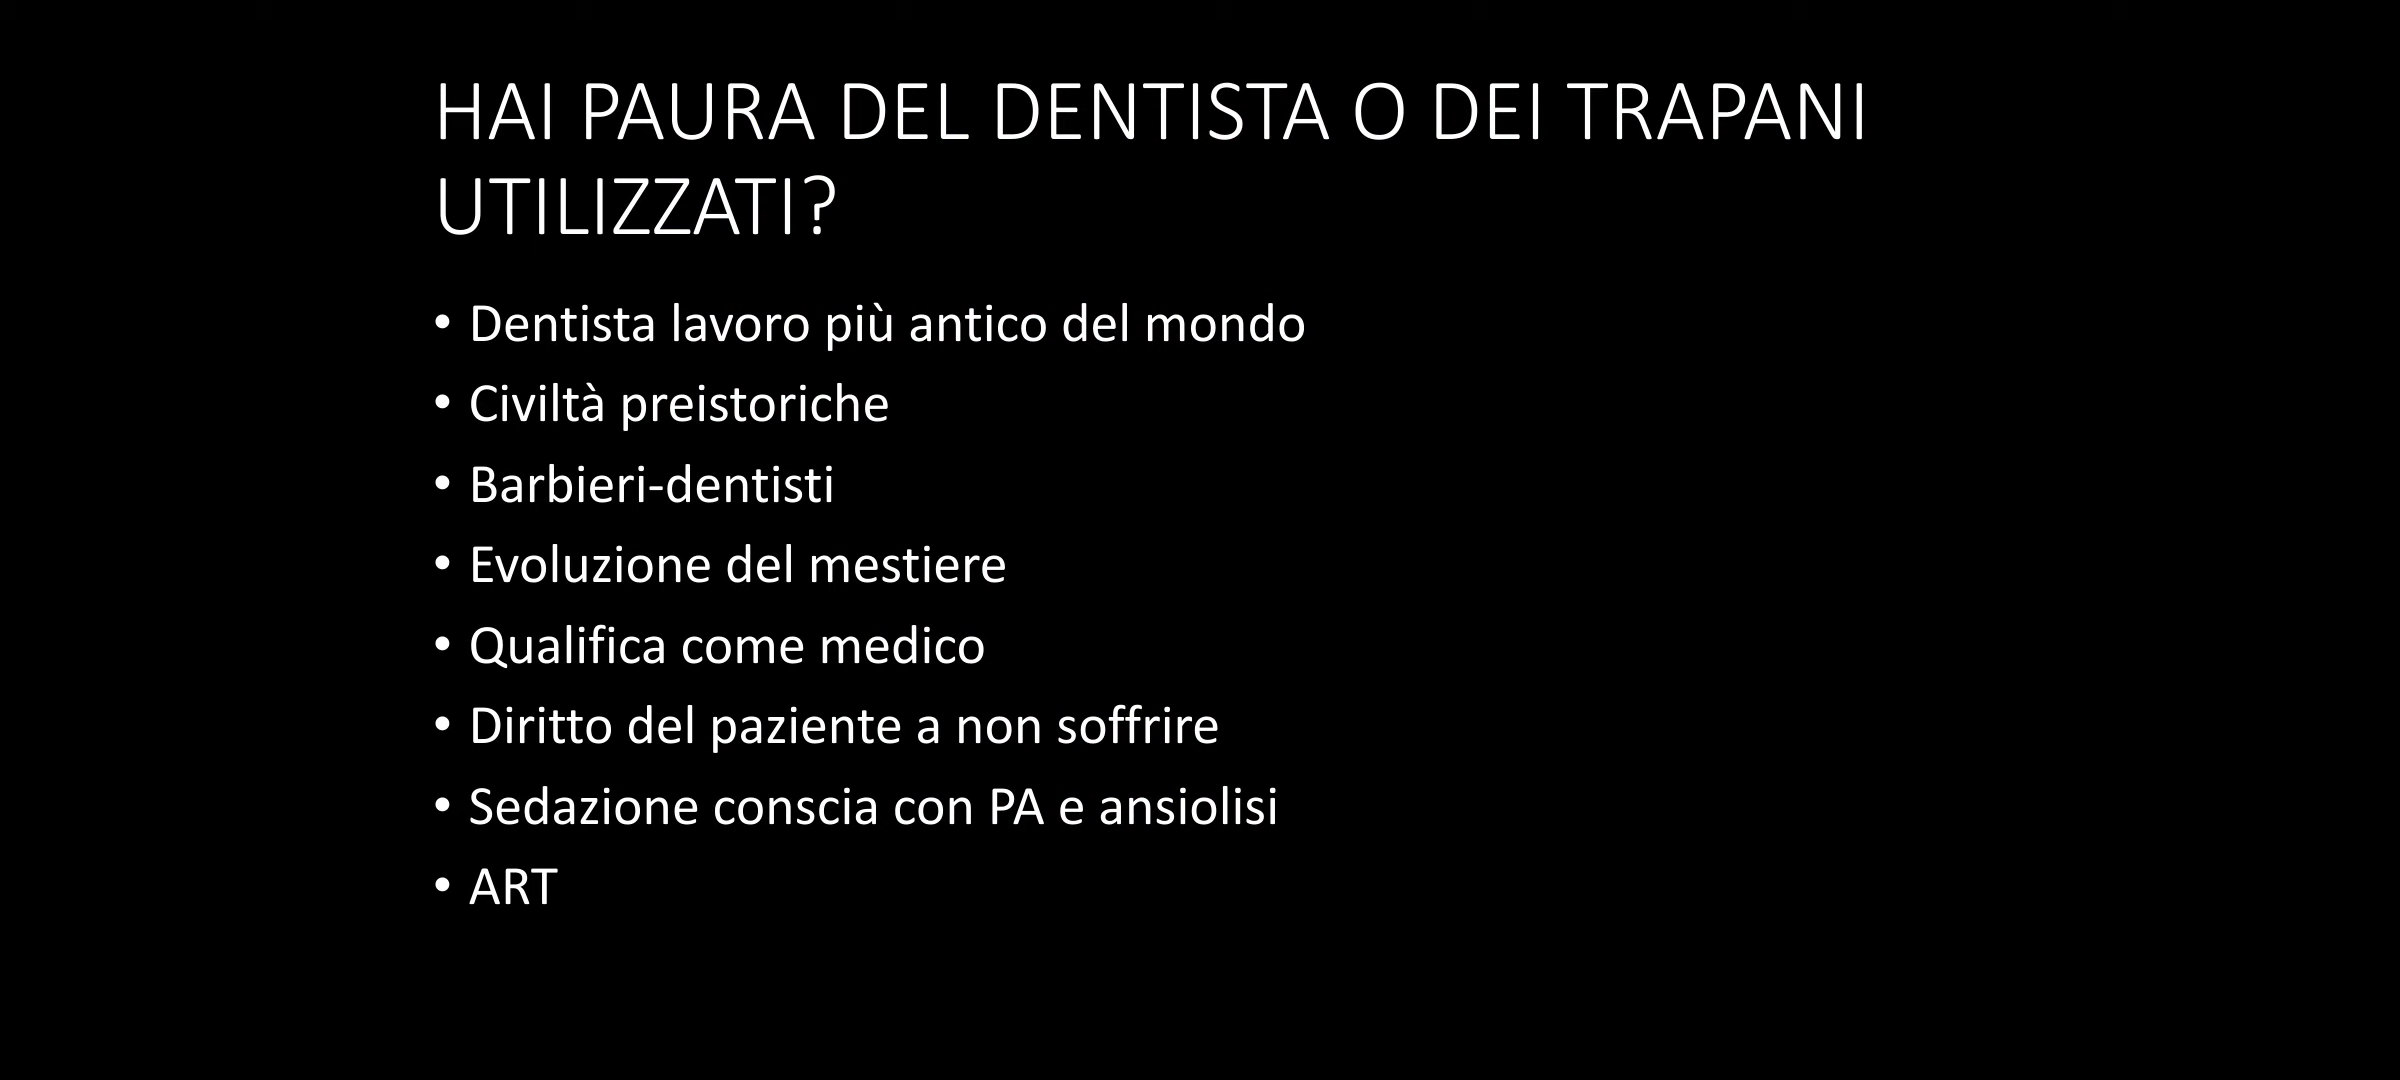 HAI PAURA DEL DENTISTA O DEI TRAPANI
UTILIZZATI?
• Dentista lavoro più antico del mondo
• Civiltà preistoriche
• Barbieri-dentisti
• Evoluzione del mestiere
• Qualifica come medico
• Diritto del paziente a non soffrire
• Sedazione conscia con PA e ansiolisi
• ART